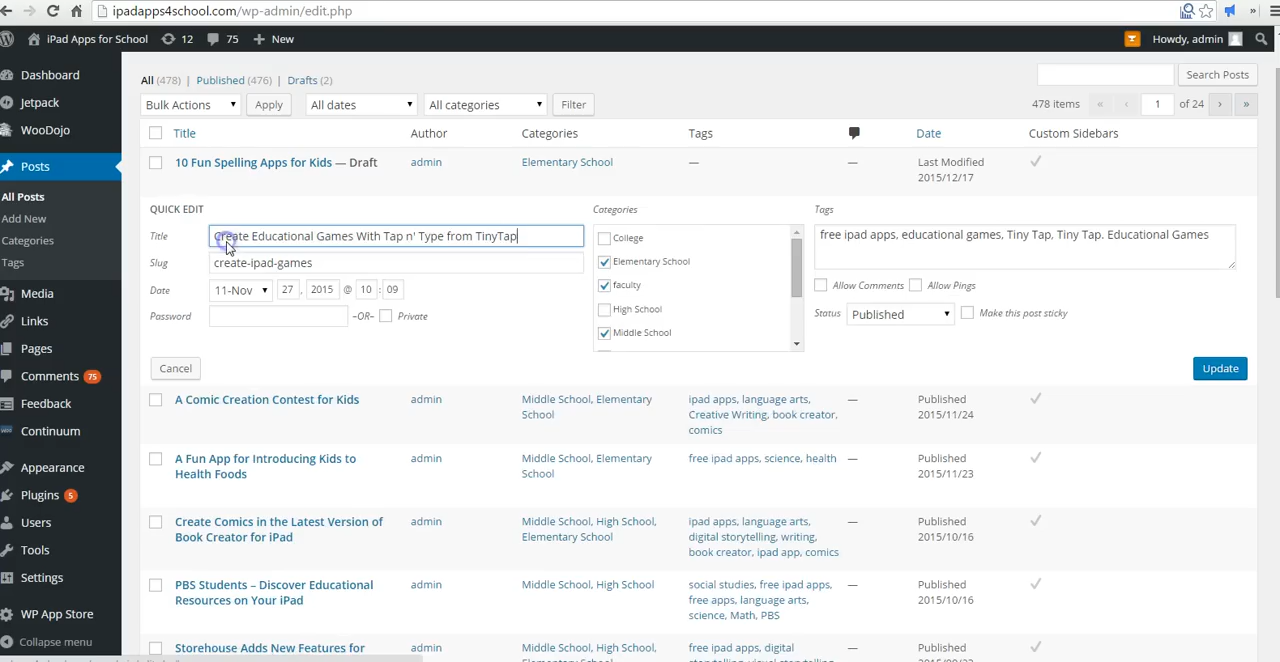 ipadapps4school.com/wp-admin/edit.php
iPad Apps for School 12 75 + New Howdy, admin
Dashboard
Jetpack
WooDojo
Posts
All Posts
Add New
Categories
Tags
Media
Links
Pages
Comments 75
Feedback
Continuum
Appearance
Plugins 5
Users
Tools
Settings
WP App Store
Collapse menu
All (478) | Published (476) | Drafts (2)
Search Posts
Bulk Actions Apply All dates All categories Filter 478 items « ‹ 1 of 24 › »
Title Author Categories Tags Date Custom Sidebars
10 Fun Spelling Apps for Kids — Draft admin Elementary School — — Last Modified
2015/12/17
QUICK EDIT
Title Create Educational Games With Tap n' Type from TinyTap
Slug create-ipad-games
Date 11-Nov 27 , 2015 @ 10 : 09
Password –OR– Private
Categories
College
Elementary School
faculty
High School
Middle School
Tags
free ipad apps, educational games, Tiny Tap, Tiny Tap. Educational Games
Allow Comments Allow Pings
Status Published Make this post sticky
Cancel Update
A Comic Creation Contest for Kids admin Middle School, Elementary
School
ipad apps, language arts,
Creative Writing, book creator,
comics
— Published
2015/11/24
A Fun App for Introducing Kids to
Health Foods
admin Middle School, Elementary
School
free ipad apps, science, health — Published
2015/11/23
Create Comics in the Latest Version of
Book Creator for iPad
admin Middle School, High School,
Elementary School
ipad apps, language arts,
digital storytelling, writing,
book creator, ipad app, comics
— Published
2015/10/16
PBS Students – Discover Educational
Resources on Your iPad
admin Middle School, High School
social studies, free ipad apps,
free apps, language arts,
science, Math, PBS
— Published
2015/10/16
Storehouse Adds New Features for admin Middle School, High School,
free ipad apps, digital
— Published